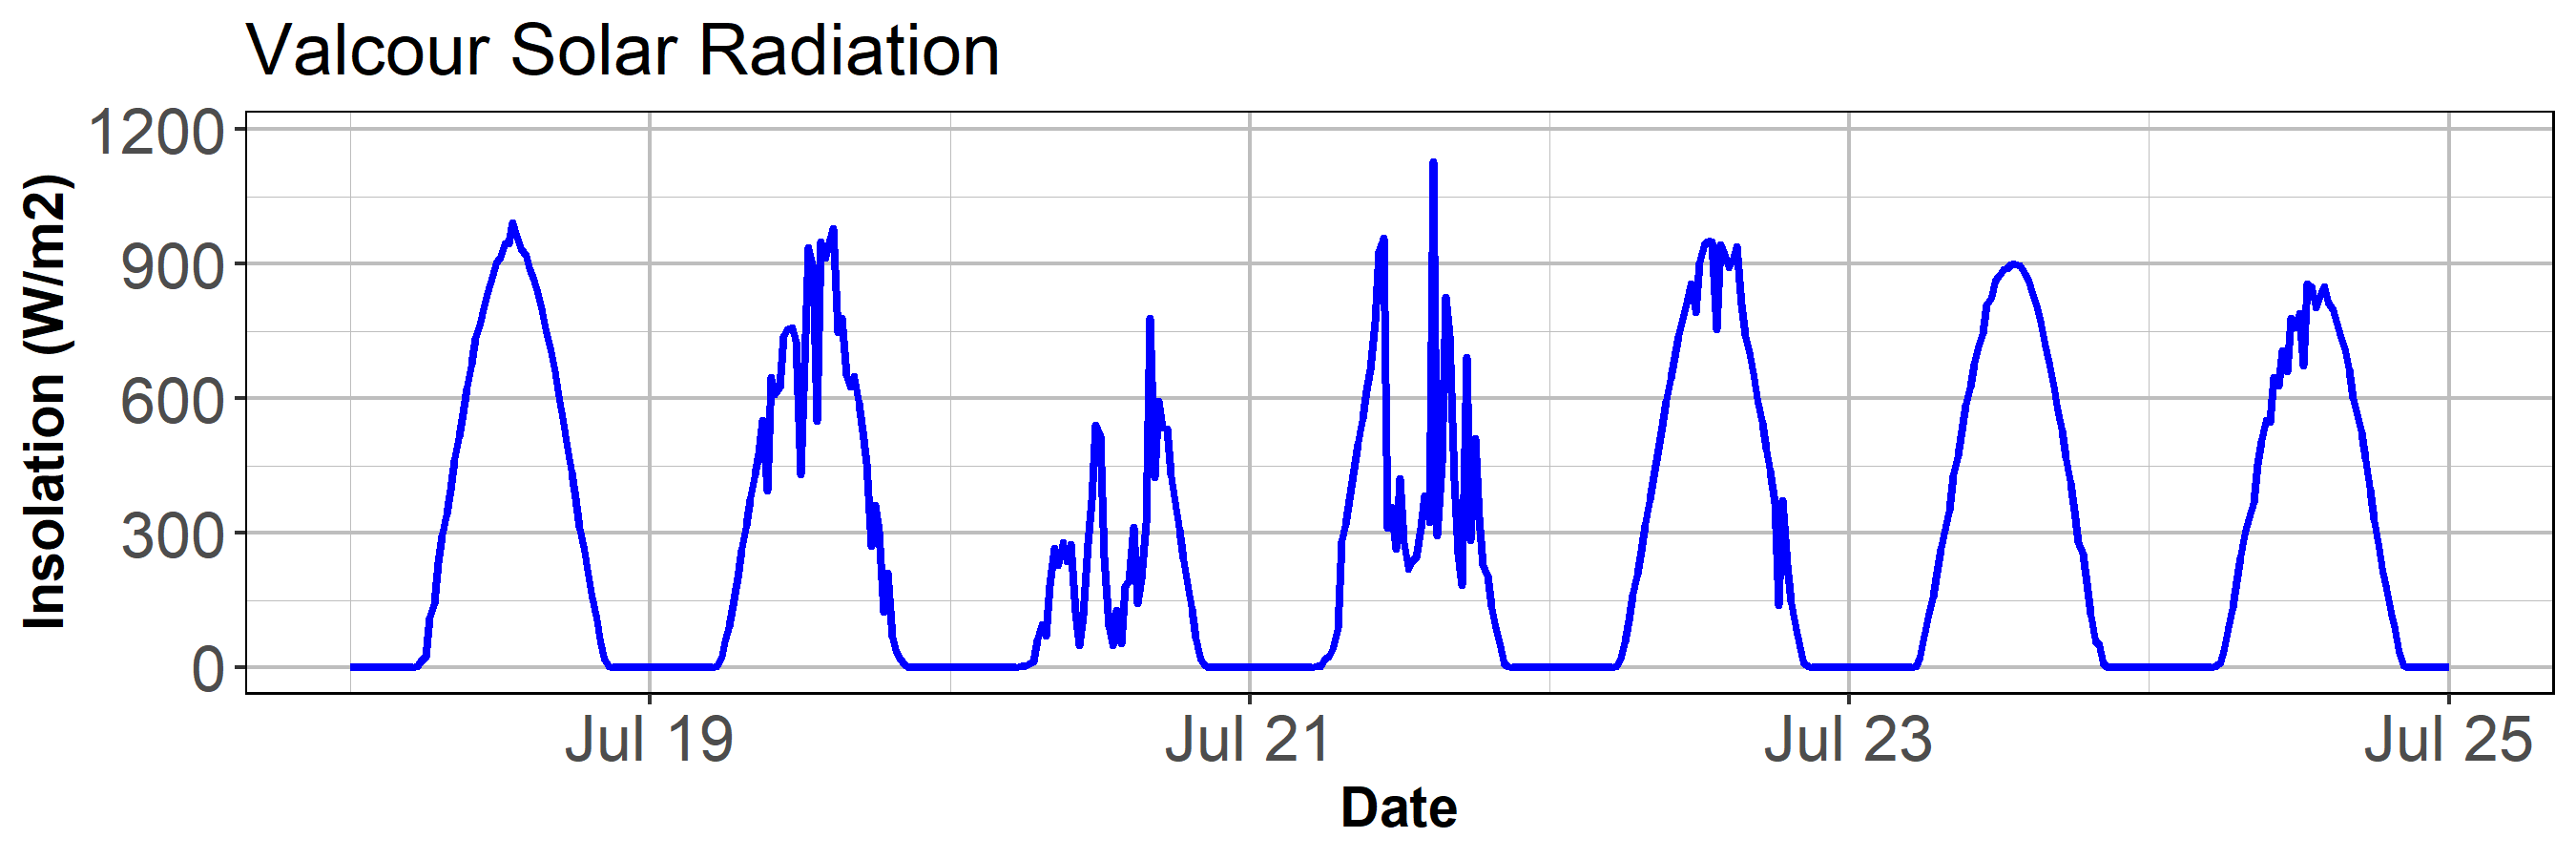 Valcour Solar Radiation
1200
900
600
300
0
Insolation (W/m2)
Jul 19 Jul 21 Jul 23 Jul 25
Date